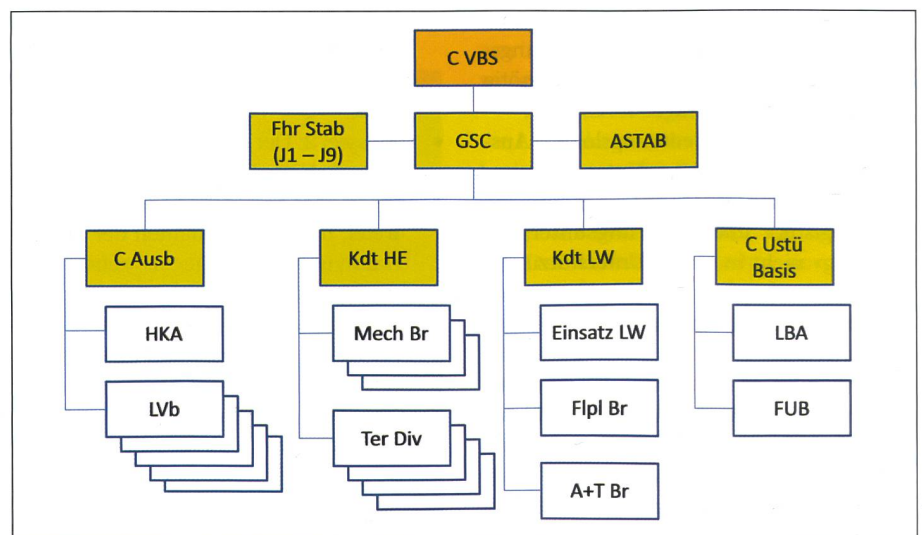 C VBS
Fhr Stab
(J1 – J9)
GSC
ASTAB
C Ausb
Kdt HE
Kdt LW
C Ustü
Basis
HKA
Mech Br
Einsatz LW
LBA
LVb
Ter Div
Flpl Br
FUB
A+T Br